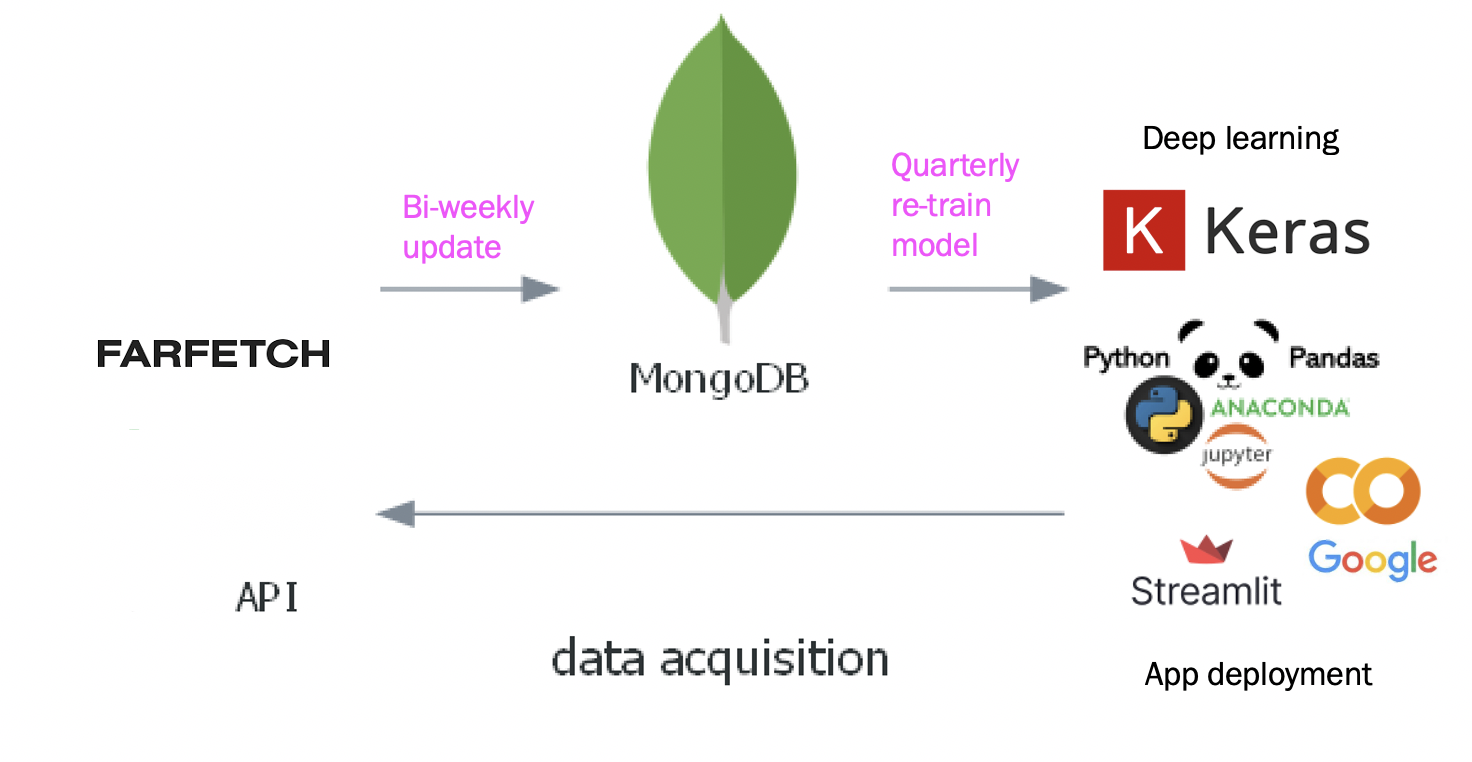 Deep learning
K Keras
Bi-weekly
update
Quarterly
re-train
model
FARFETCH
MongoDB
Python Pandas
ANACONDA
jupyter
Google
Streamlit
API
data acquisition
App deployment